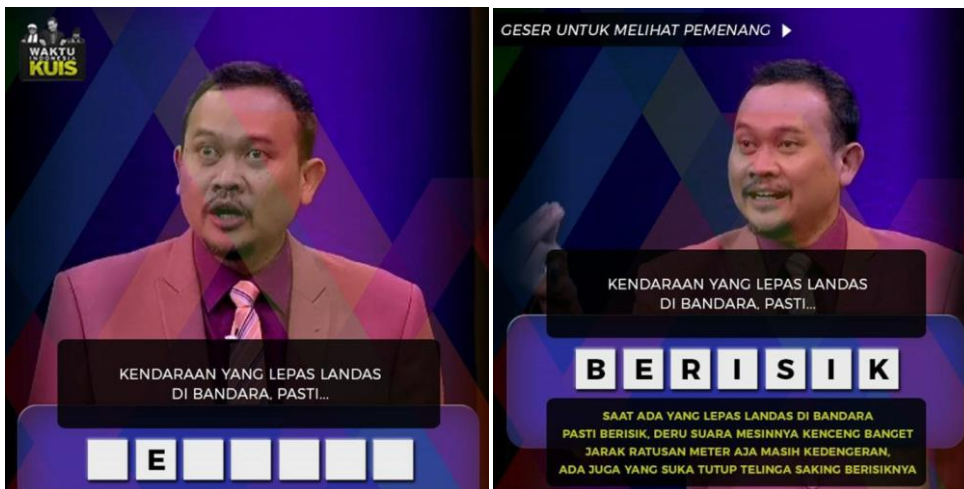 WAKTU
INDONESIA
KUIS
KENDARAAN YANG LEPAS LANDAS
DI BANDARA, PASTI...
E
GESER UNTUK MELIHAT PEMENANG
KENDARAAN YANG LEPAS LANDAS
DI BANDARA, PASTI...
BERISIK
SAAT ADA YANG LEPAS LANDAS DI BANDARA
PASTI BERISIK, DERU SUARA MESINNYA KENCENG BANGET
JARAK RATUSAN METER AJA MASIH KEDENGERAN,
ADA JUGA YANG SUKA TUTUP TELINGA SAKING BERISIKNYA